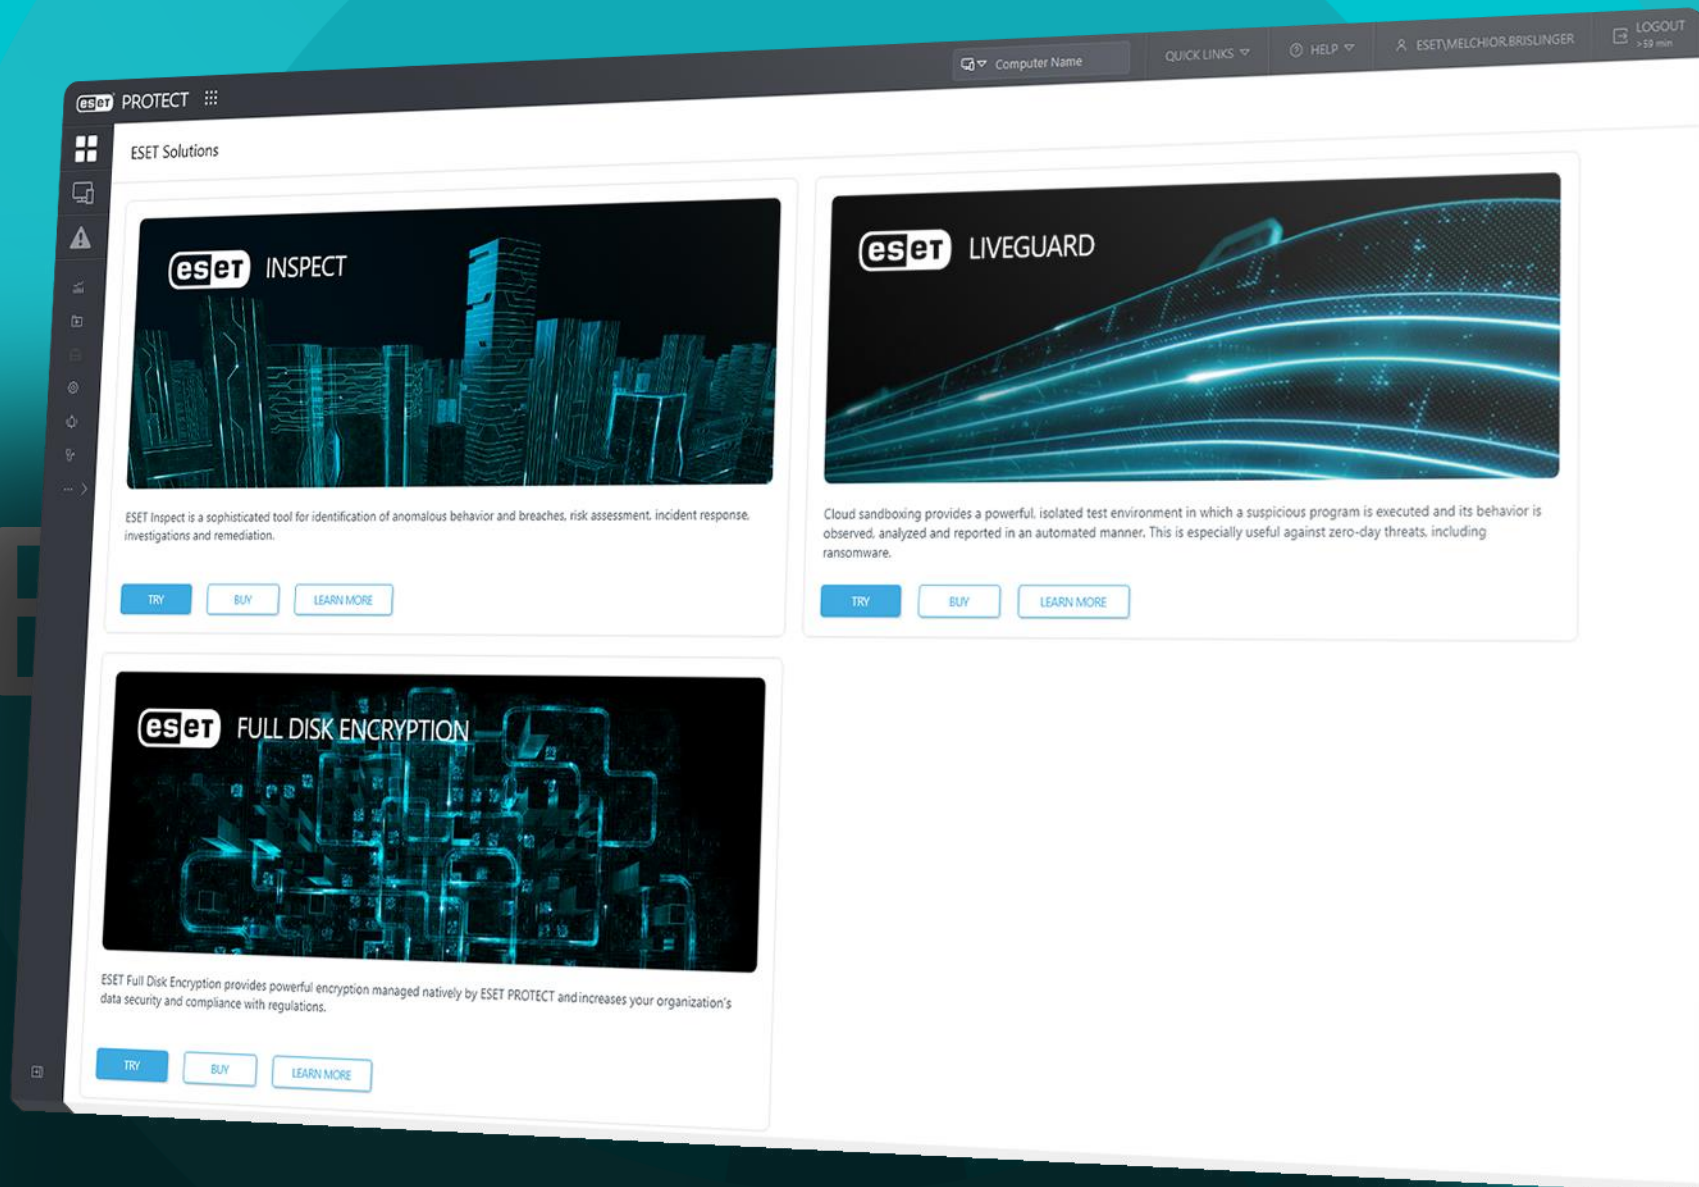 eset PROTECT
Computer Name
QUICK LINKS
HELP
ESET\MELCHIOR.BRISLINGER
LOGOUT
>59 min
ESET Solutions
eset INSPECT
ESET Inspect is a sophisticated tool for identification of anomalous behavior and breaches, risk assessment, incident response,
investigations and remediation.
TRY
BUY
LEARN MORE
eset LIVEGUARD
Cloud sandboxing provides a powerful, isolated test environment in which a suspicious program is executed and its behavior is
observed, analyzed and reported in an automated manner. This is especially useful against zero-day threats, including
ransomware.
TRY
BUY
LEARN MORE
eset FULL DISK ENCRYPTION
ESET Full Disk Encryption provides powerful encryption managed natively by ESET PROTECT and increases your organization's
data security and compliance with regulations.
TRY
BUY
LEARN MORE